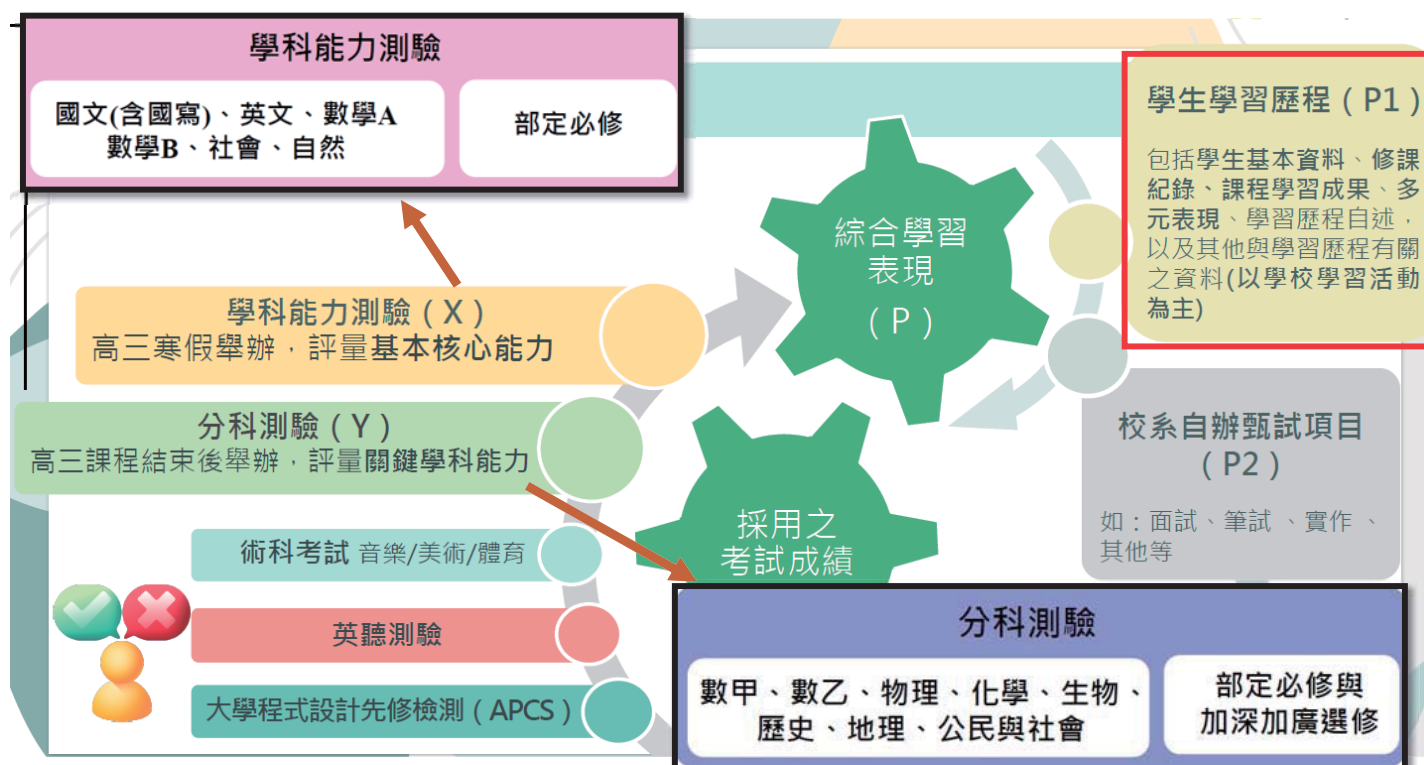 學科能力測驗
國文(含國寫)、英文、數學A
數學B、社會、自然
部定必修
學生學習歷程（P1）
包括學生基本資料、修課
紀錄、課程學習成果、多
元表現、學習歷程自述，
以及其他與學習歷程有關
之資料(以學校學習活動
為主)
綜合學習
表現
（P）
學科能力測驗（X）
高三寒假舉辦，評量基本核心能力
分科測驗（Y）
高三課程結束後舉辦，評量關鍵學科能力
校系自辦甄試項目
（P2）
如：面試、筆試 、實作 、
其他等
採用之
考試成績
術科考試 音樂/美術/體育
英聽測驗
大學程式設計先修檢測（APCS）
分科測驗
數甲、數乙、物理、化學、生物、
歷史、地理、公民與社會
部定必修與
加深加廣選修